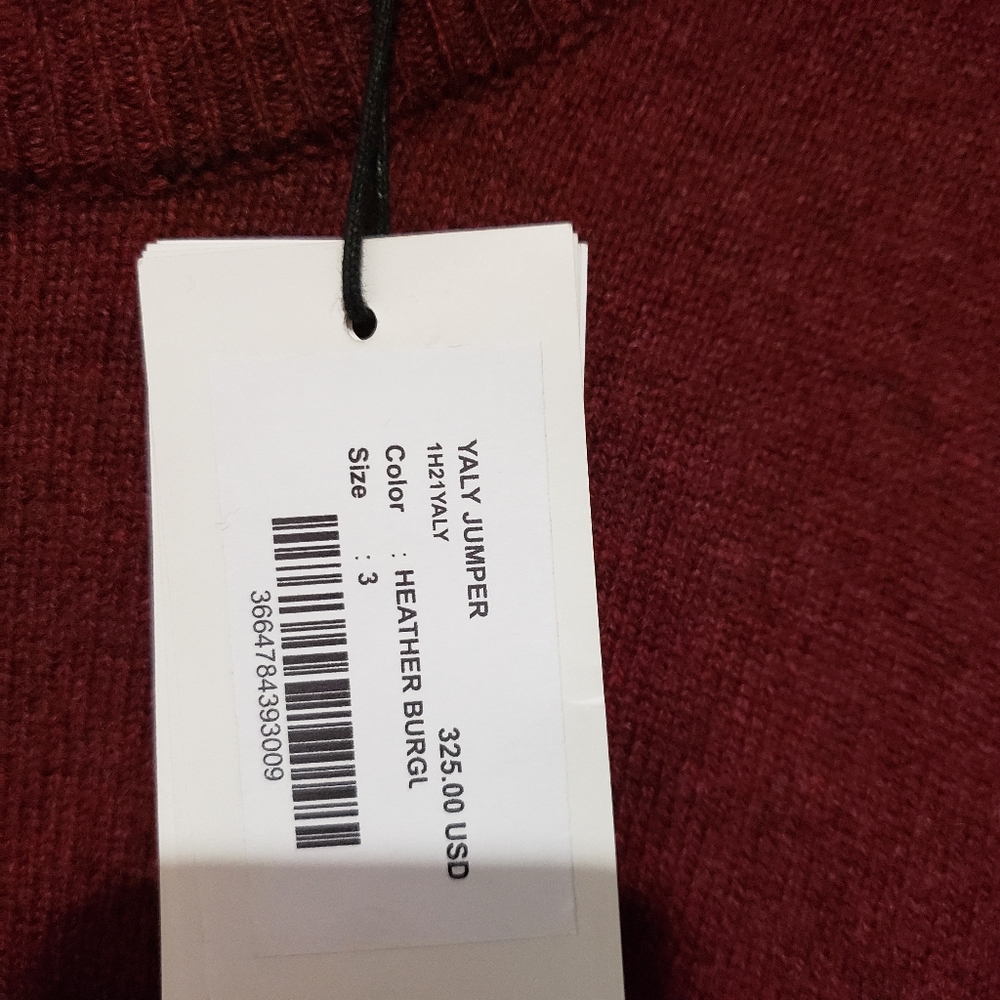 YALY JUMPER
1H21YALY 325.00 USD
Color : HEATHER BURGL
Size : 3
3664784393009